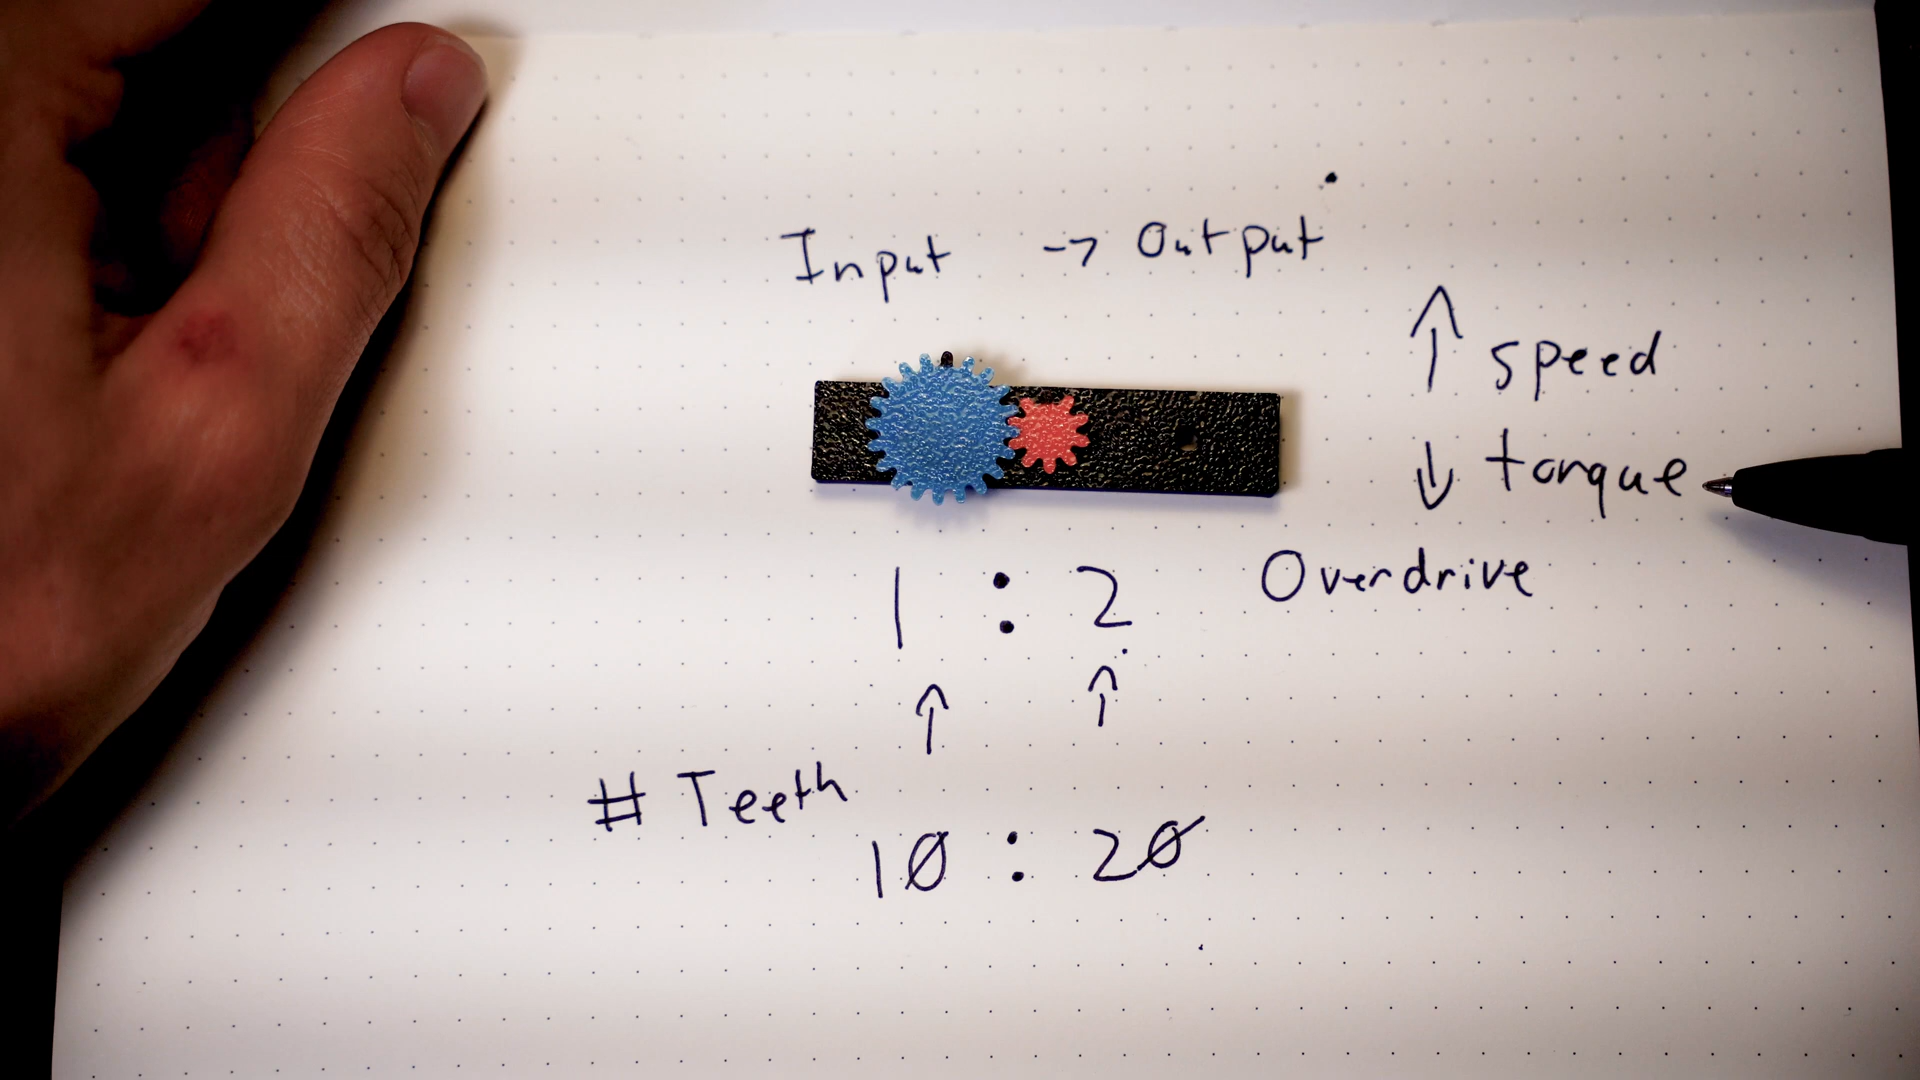 Input -> Output
↑ speed
↓ torque
1 : 2 Overdrive
↑ ↑
# Teeth
10 : 20